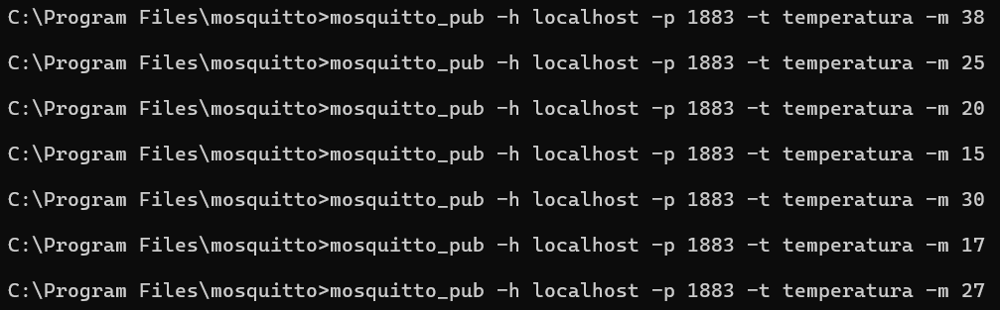 C:\Program Files\mosquitto>mosquitto_pub -h localhost -p 1883 -t temperatura -m 38
C:\Program Files\mosquitto>mosquitto_pub -h localhost -p 1883 -t temperatura -m 25
C:\Program Files\mosquitto>mosquitto_pub -h localhost -p 1883 -t temperatura -m 20
C:\Program Files\mosquitto>mosquitto_pub -h localhost -p 1883 -t temperatura -m 15
C:\Program Files\mosquitto>mosquitto_pub -h localhost -p 1883 -t temperatura -m 30
C:\Program Files\mosquitto>mosquitto_pub -h localhost -p 1883 -t temperatura -m 17
C:\Program Files\mosquitto>mosquitto_pub -h localhost -p 1883 -t temperatura -m 27